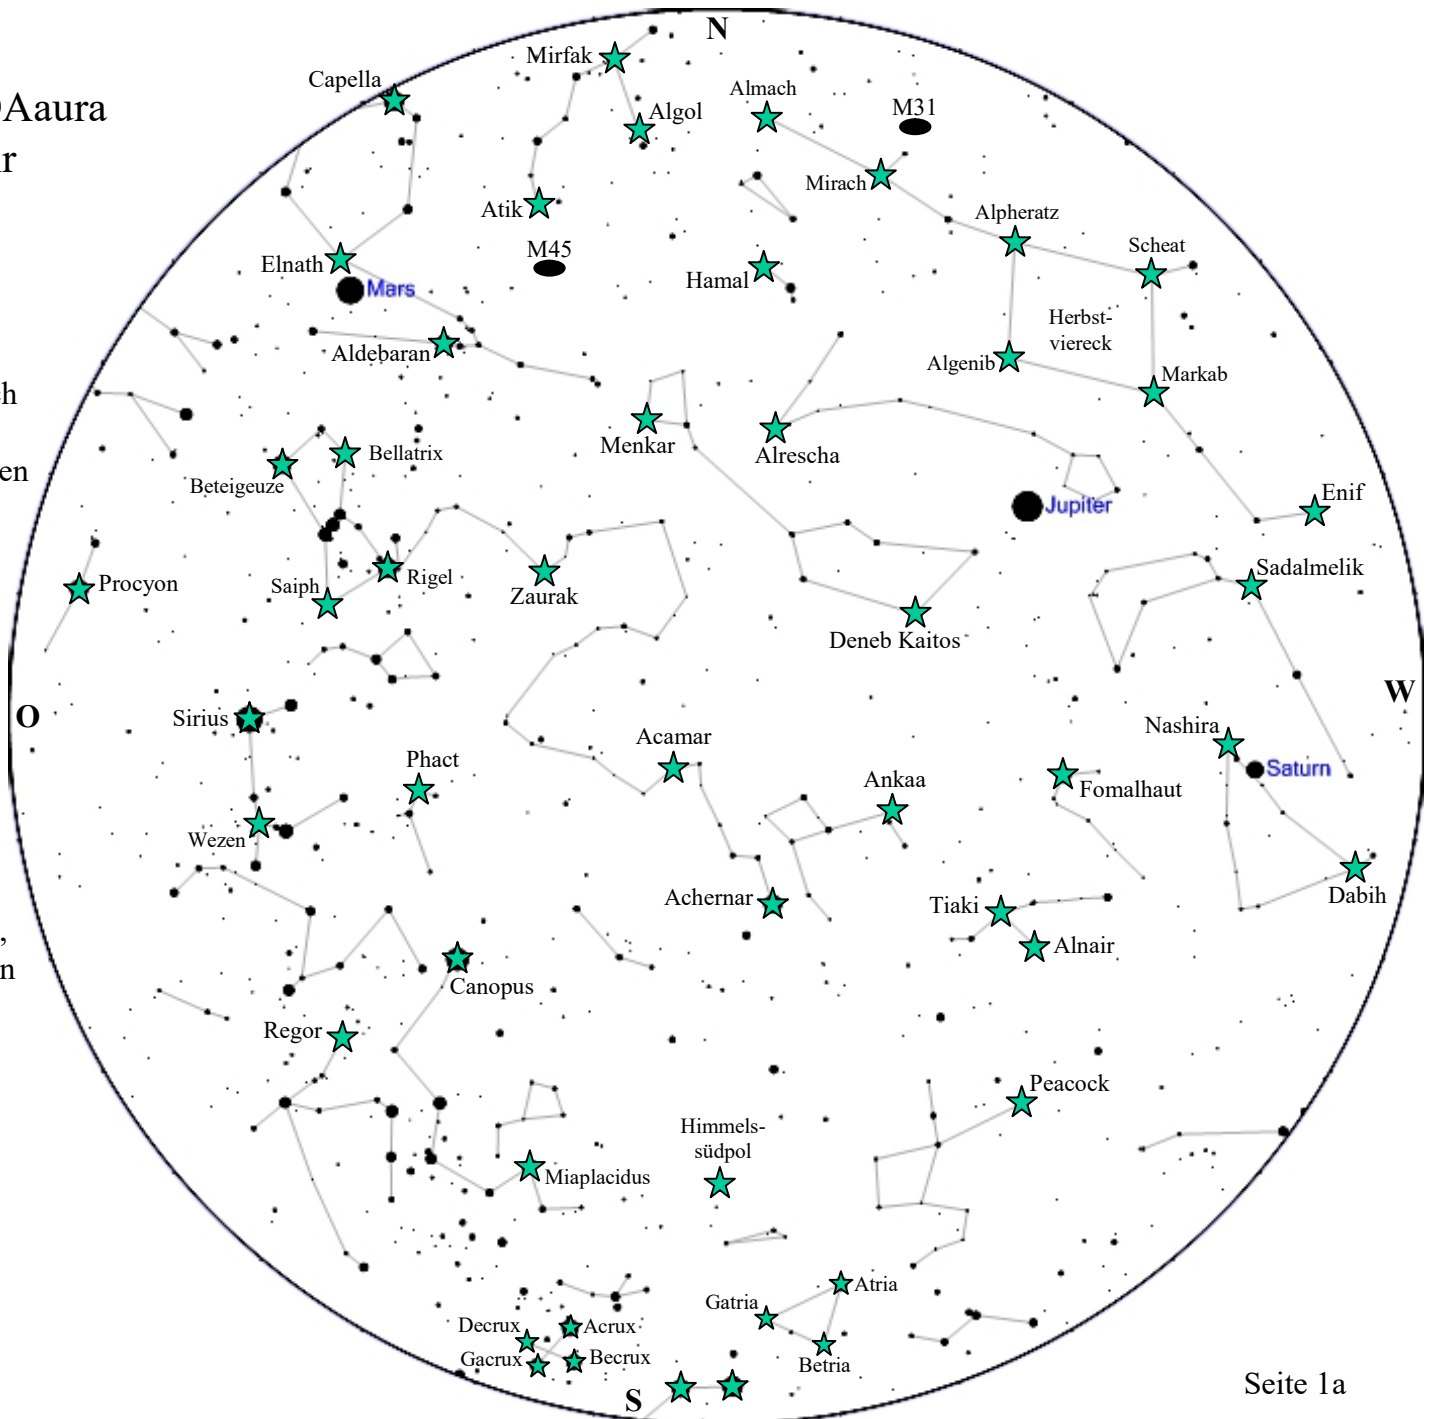 N
Mirfak
Capella
Aaura
Almach
M31
Algol
r
Mirach
Atik
Alpheratz
Scheat
M45
Elnath
Hamal
Mars
Herbst-
viereck
Aldebaran
Algenib
Markab
ch
Menkar
Alrescha
Bellatrix
en
Beteigeuze
Enif
Jupiter
Procyon
Saiph
Rigel
Zaurak
Sadalmelik
Deneb Kaitos
W
O
Sirius
Acamar
Nashira
Phact
Ankaa
Saturn
Fomalhaut
Wezen
Achernar
Tiaki
Dabih
,
Alnair
n
Canopus
Regor
Peacock
Himmels-
südpol
Miaplacidus
Atria
Gatria
Decrux
Acrux
Gacrux
Becrux
Betria
S
Seite 1a